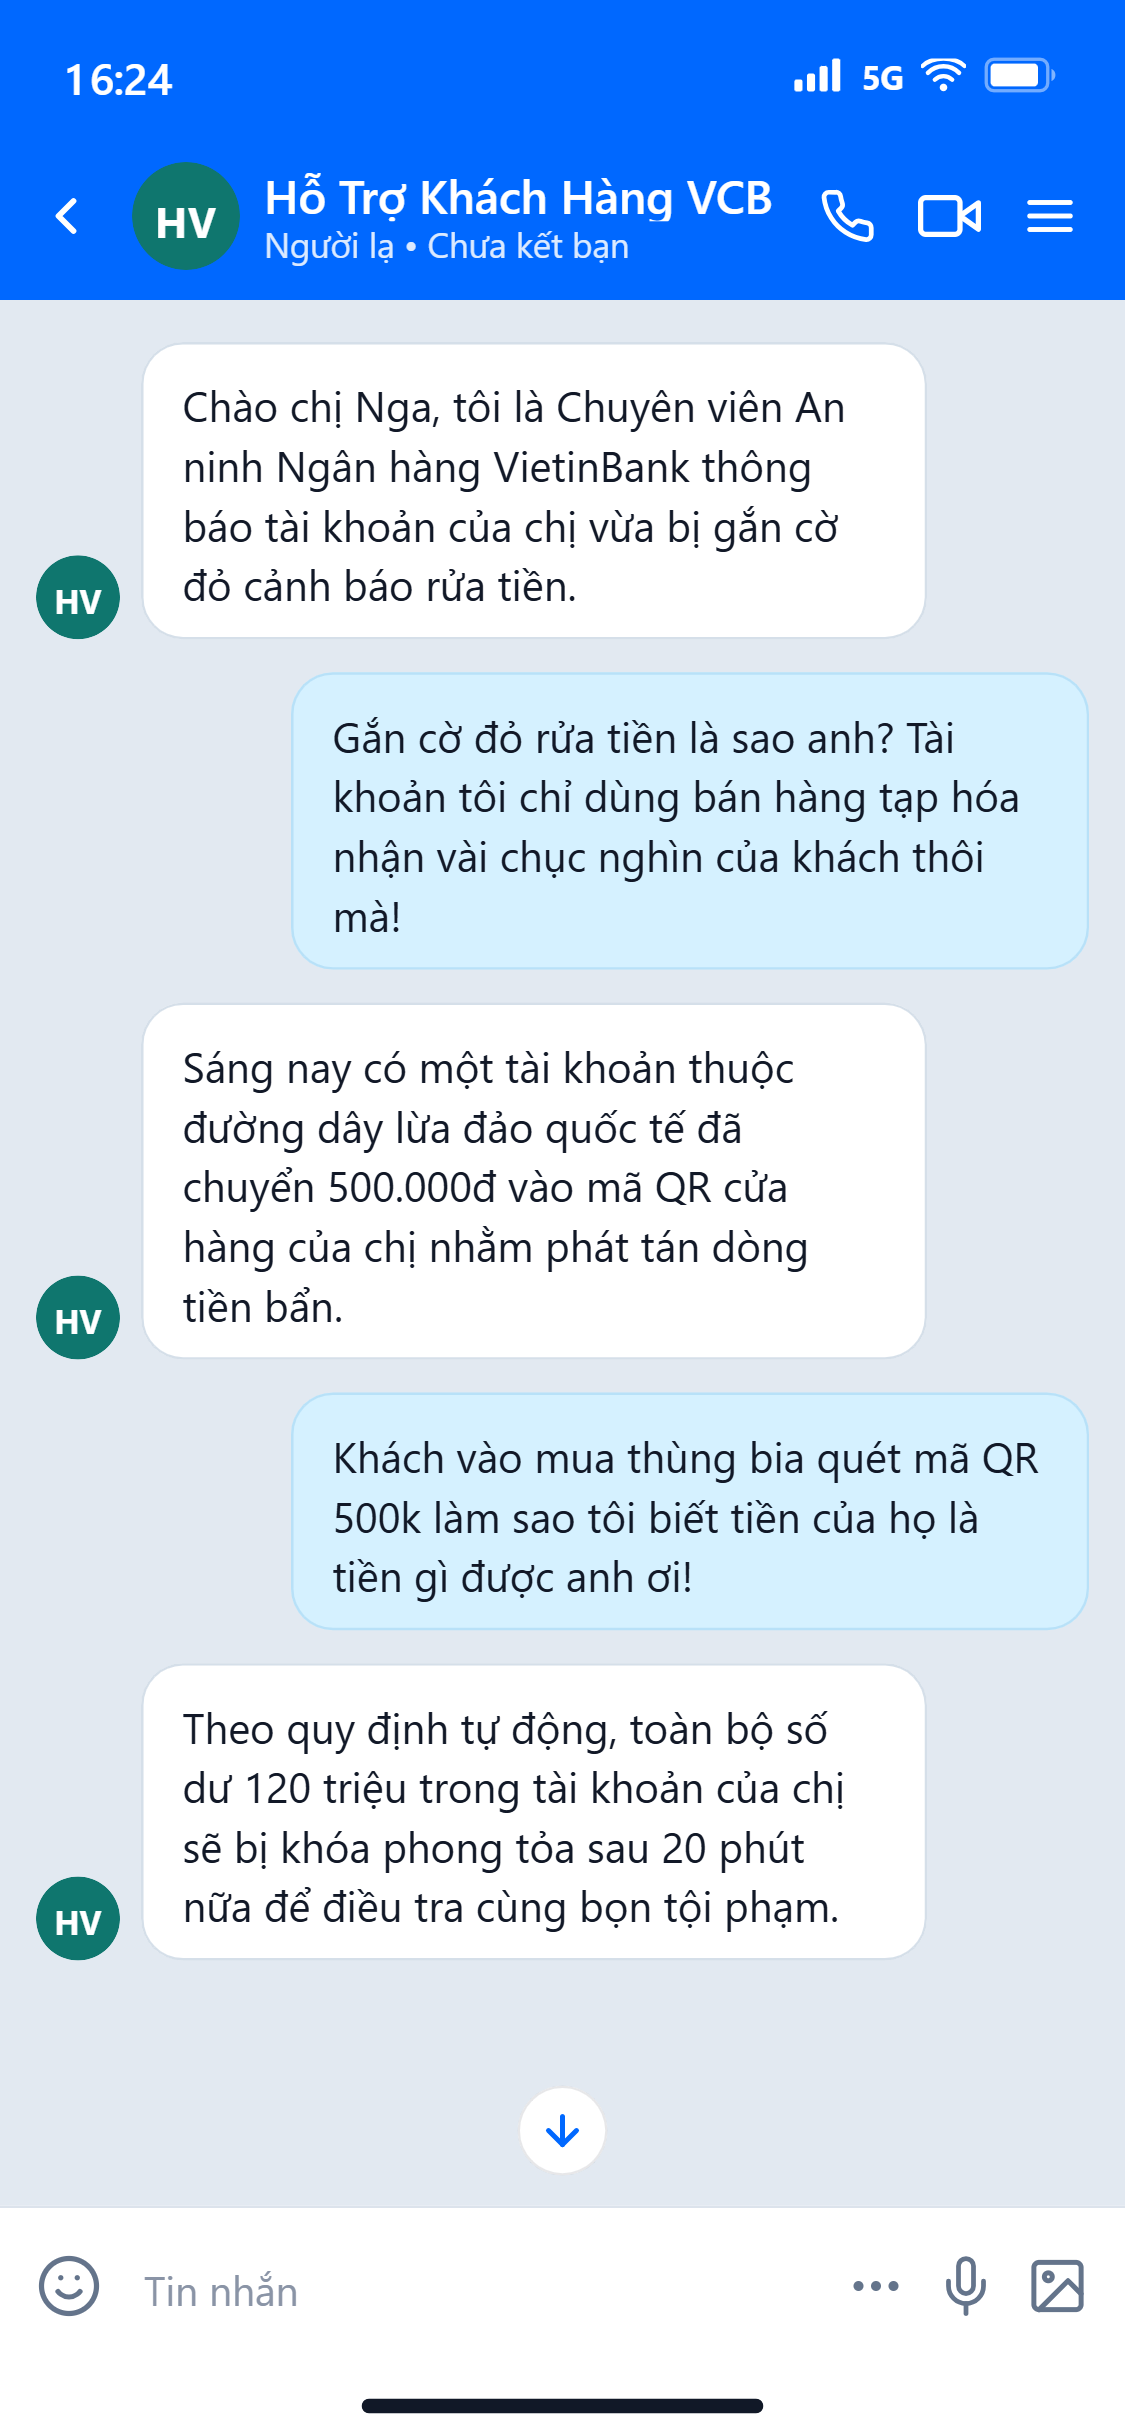 16:24
5G
HV
Hỗ Trợ Khách Hàng VCB
Người lạ • Chưa kết bạn
Chào chị Nga, tôi là Chuyên viên An
ninh Ngân hàng VietinBank thông
báo tài khoản của chị vừa bị gắn cờ
đỏ cảnh báo rửa tiền.
HV
Gắn cờ đỏ rửa tiền là sao anh? Tài
khoản tôi chỉ dùng bán hàng tạp hóa
nhận vài chục nghìn của khách thôi
mà!
Sáng nay có một tài khoản thuộc
đường dây lừa đảo quốc tế đã
chuyển 500.000đ vào mã QR cửa
hàng của chị nhằm phát tán dòng
tiền bẩn.
HV
Khách vào mua thùng bia quét mã QR
500k làm sao tôi biết tiền của họ là
tiền gì được anh ơi!
Theo quy định tự động, toàn bộ số
dư 120 triệu trong tài khoản của chị
sẽ bị khóa phong tỏa sau 20 phút
nữa để điều tra cùng bọn tội phạm.
HV
Tin nhắn